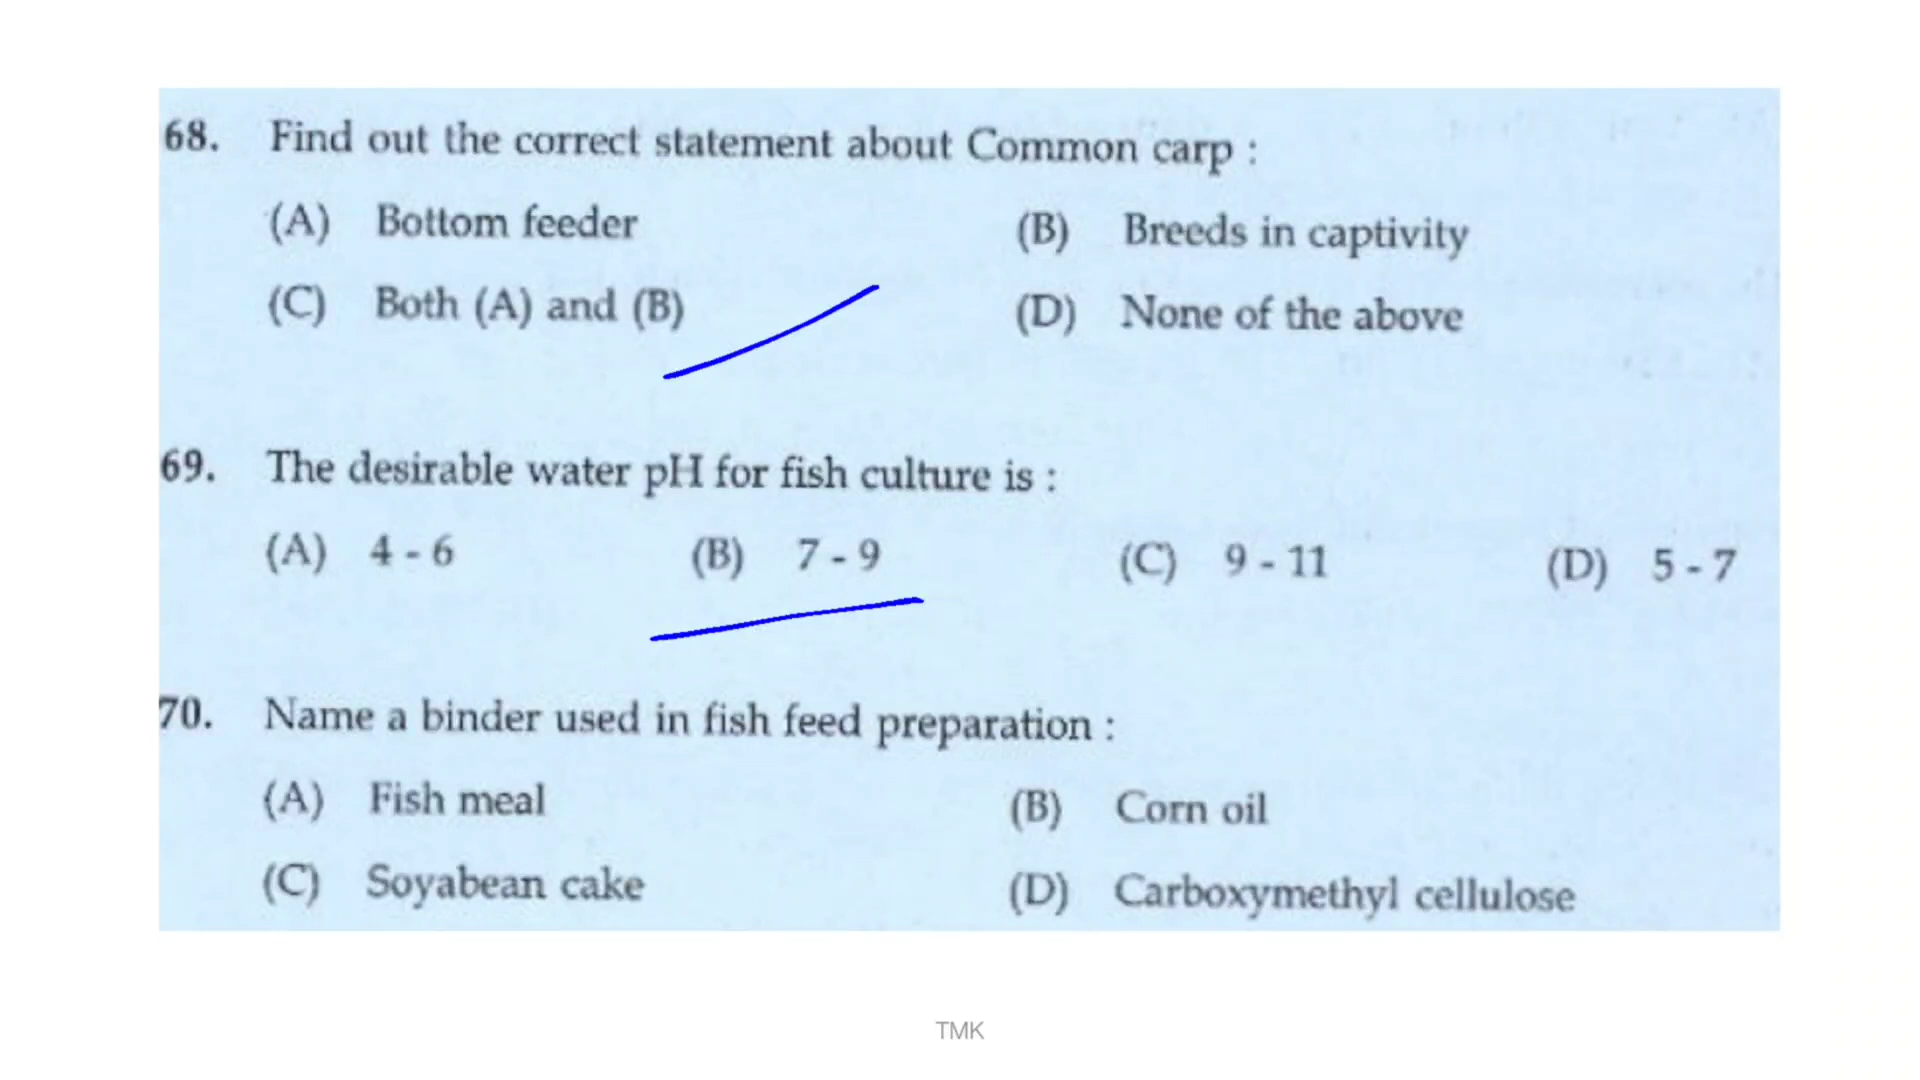 68. Find out the correct statement about Common carp :
(A) Bottom feeder (B) Breeds in captivity
(C) Both (A) and (B) (D) None of the above
69. The desirable water pH for fish culture is :
(A) 4 - 6 (B) 7 - 9 (C) 9 - 11 (D) 5 - 7
70. Name a binder used in fish feed preparation :
(A) Fish meal (B) Corn oil
(C) Soyabean cake (D) Carboxymethyl cellulose
TMK